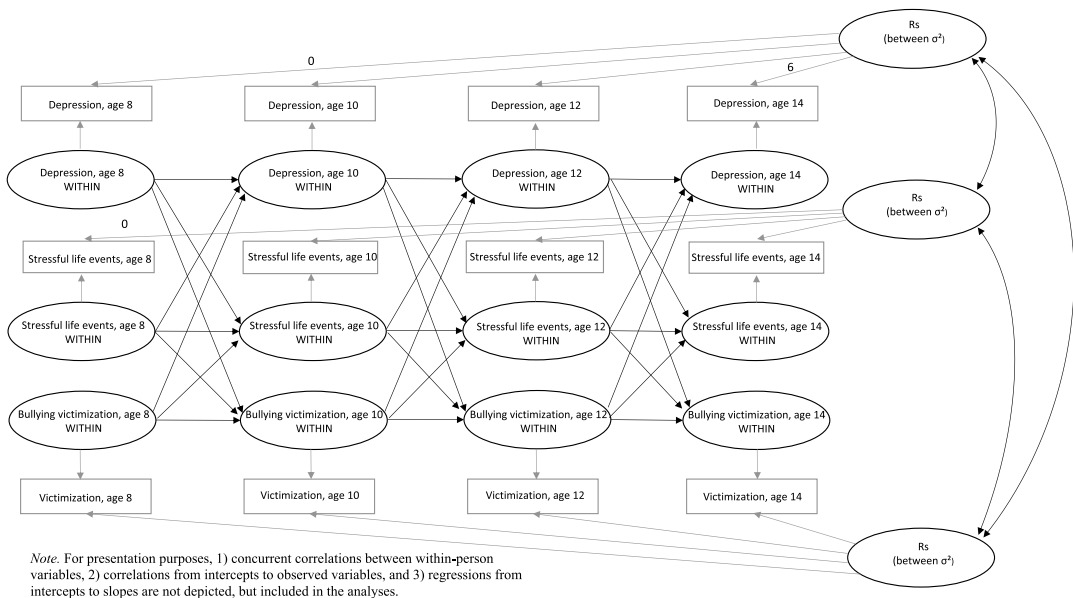 Rs
(between σ²)
0
6
Depression, age 8
Depression, age 10
Depression, age 12
Depression, age 14
Depression, age 8
WITHIN
Depression, age 10
WITHIN
Depression, age 12
WITHIN
Depression, age 14
WITHIN
Rs
(between σ²)
0
Stressful life events, age 8
Stressful life events, age 10
Stressful life events, age 12
Stressful life events, age 14
Stressful life events, age 8
WITHIN
Stressful life events, age 10
WITHIN
Stressful life events, age 12
WITHIN
Stressful life events, age 14
WITHIN
Bullying victimization, age 8
WITHIN
Bullying victimization, age 10
WITHIN
Bullying victimization, age 12
WITHIN
Bullying victimization, age 14
WITHIN
Victimization, age 8
Victimization, age 10
Victimization, age 12
Victimization, age 14
Rs
(between σ²)
Note. For presentation purposes, 1) concurrent correlations between within-person
variables, 2) correlations from intercepts to observed variables, and 3) regressions from
intercepts to slopes are not depicted, but included in the analyses.